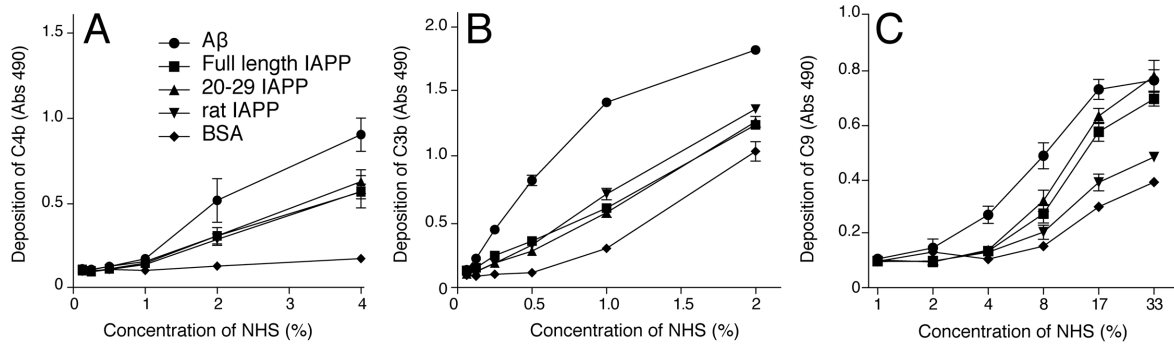 A
Deposition of C4b (Abs 490)
1.5
1.0
0.5
0
0
1
2
3
4
Concentration of NHS (%)
Aβ
Full length IAPP
20-29 IAPP
rat IAPP
BSA
B
Deposition of C3b (Abs 490)
2.0
1.5
1.0
0.5
0
0
0.5
1.0
1.5
2
Concentration of NHS (%)
C
Deposition of C9 (Abs 490)
1.0
0.8
0.6
0.4
0.2
0
1
2
4
8
17
33
Concentration of NHS (%)